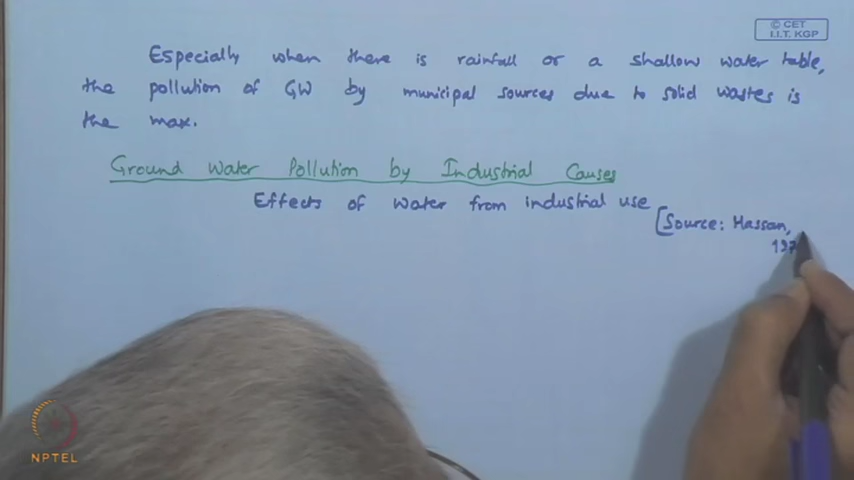 © CET
I.I.T. KGP
Especially when there is rainfall or a shallow water table,
the pollution of GW by municipal sources due to solid wastes is
the max.
Ground Water Pollution by Industrial Causes
Effects of water from industrial use
[Source: Hassan,
NPTEL